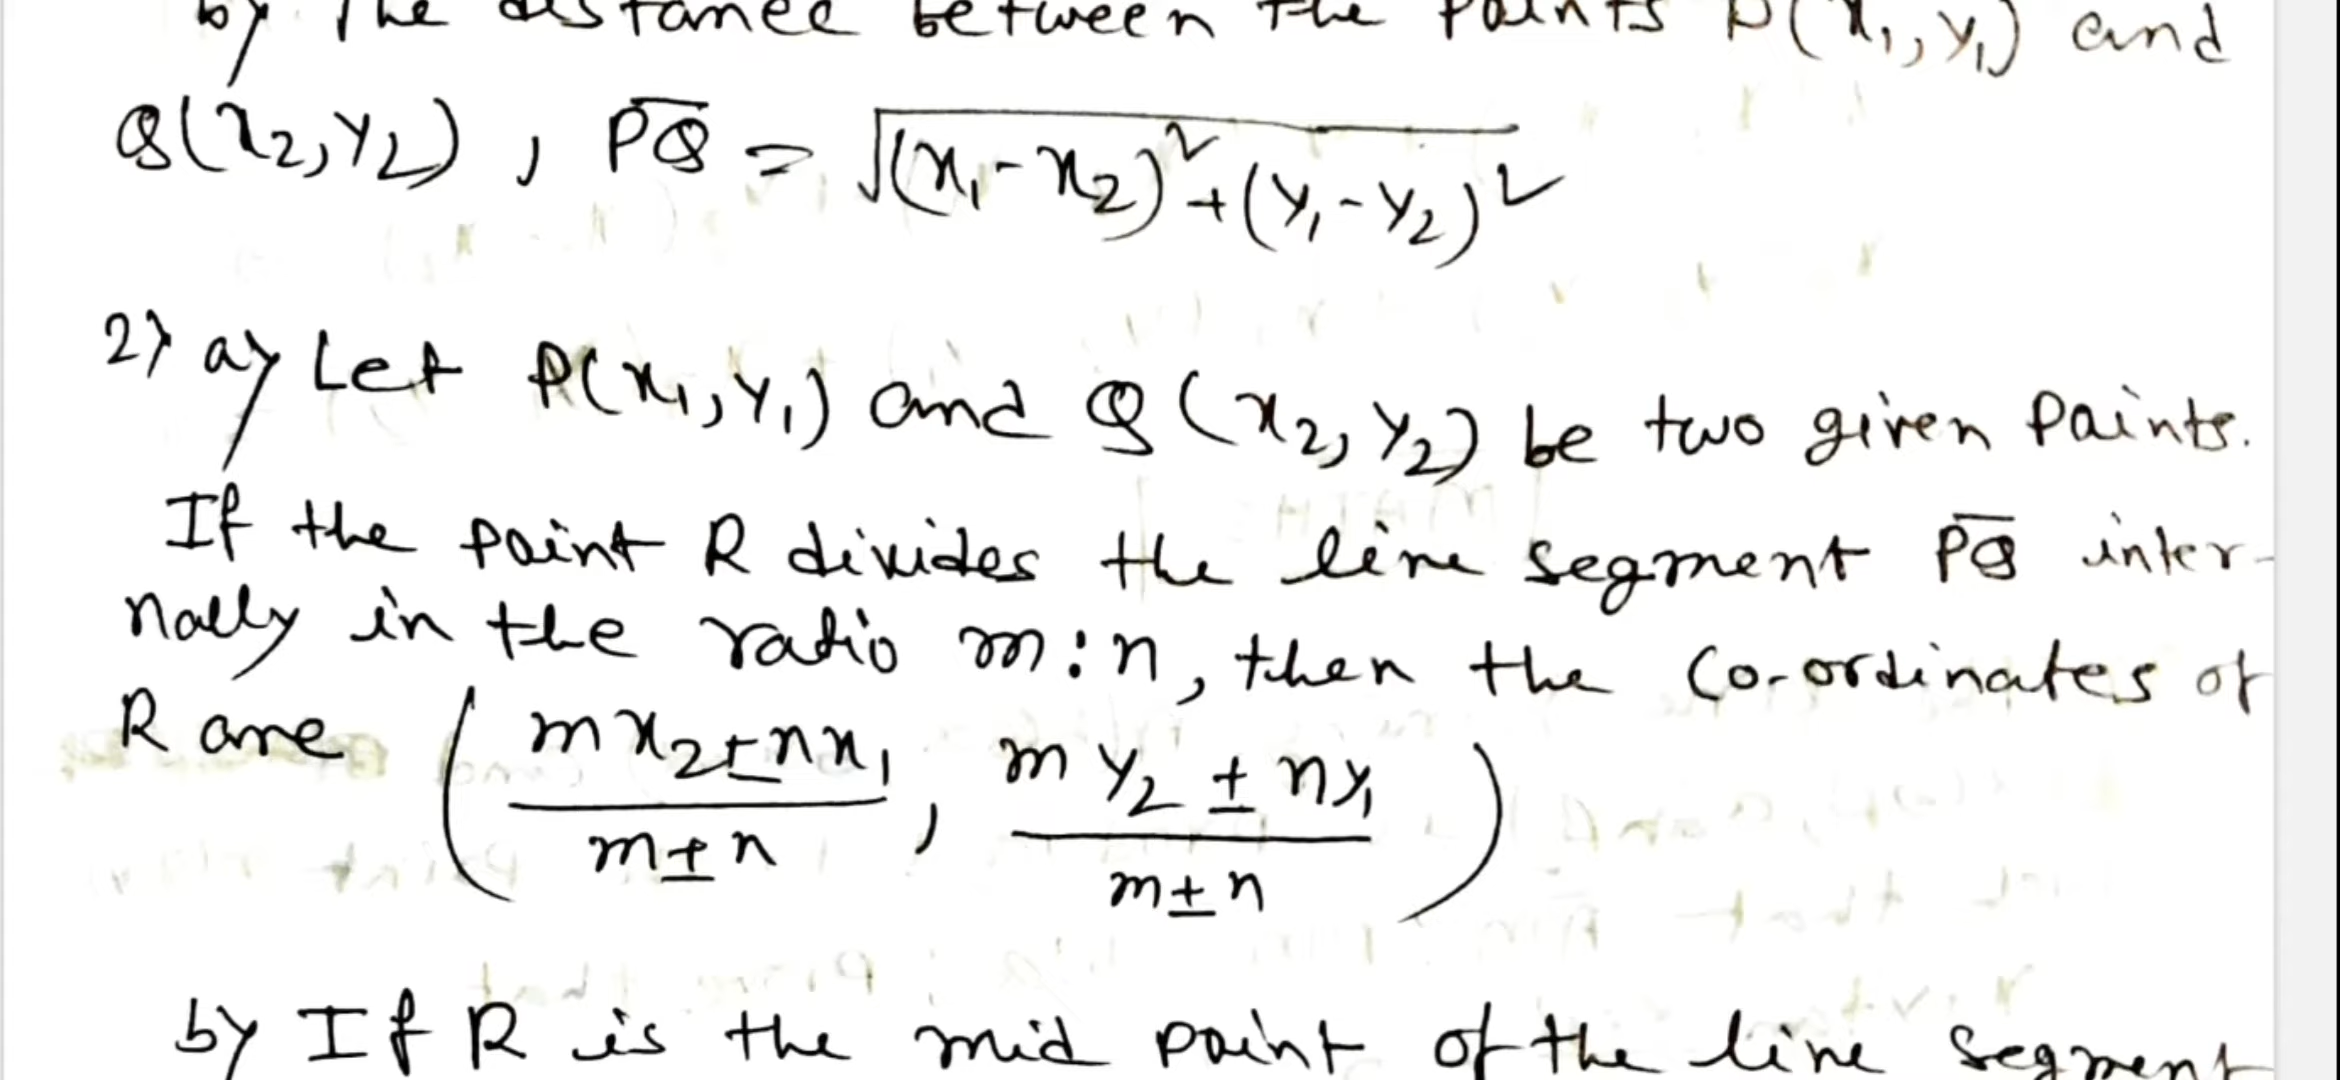 by The distance between the points P(x₁, y₁) and
Q(x₂, y₂), P̅Q̅ = √(x₁ - x₂)² + (y₁ - y₂)²
2) a) Let P(x₁, y₁) and Q(x₂, y₂) be two given points.
If the point R divides the line segment P̅Q̅ inter-
nally in the ratio m:n, then the co-ordinates of
R are ( (mx₂ ± nx₁)/(m ± n), (my₂ ± ny₁)/(m ± n) )
b) If R is the mid point of the line segment